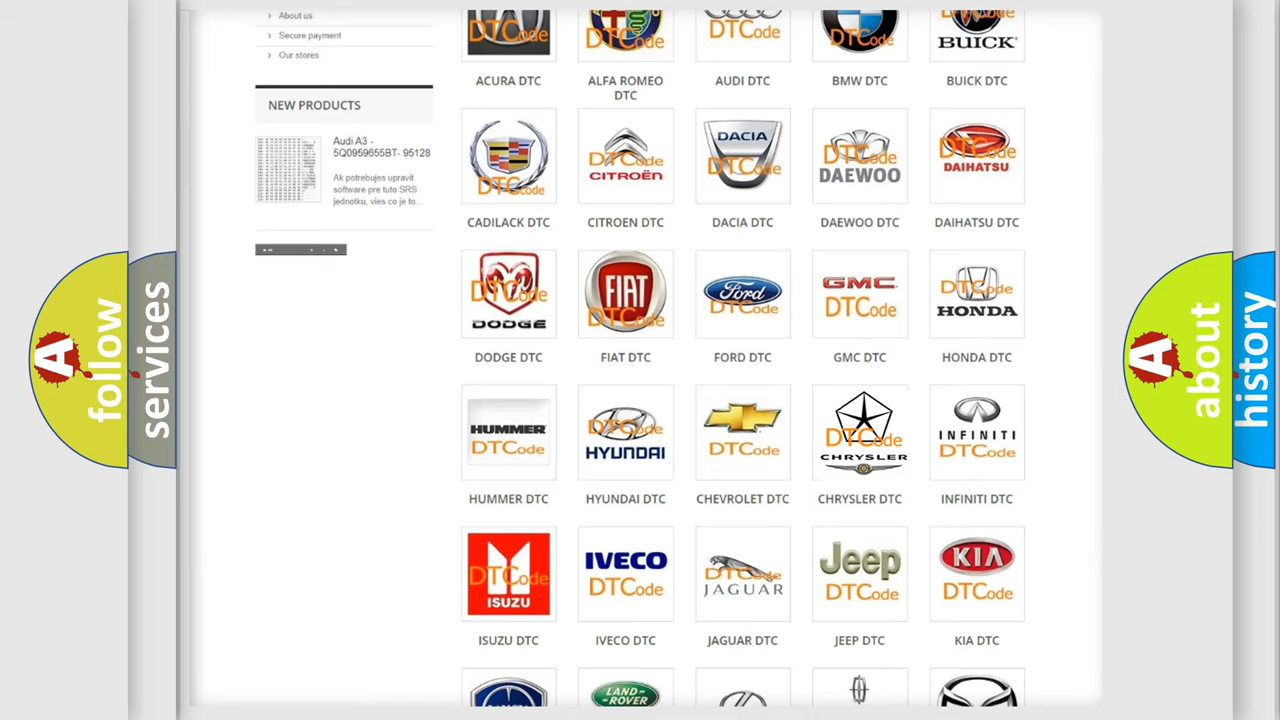 About us
Secure payment
Our stores
NEW PRODUCTS
Audi A3 -
5Q0959655BT- 95128
Ak potrebujes upravit
software pre tuto SRS
jednotku, vies co je to...
follow
services
DTCode
DTCode
DTCode
DTCode
BUICK
ACURA DTC
ALFA ROMEO
DTC
AUDI DTC
BMW DTC
BUICK DTC
DTCode
DTCode
CITROËN
DACIA
DTCode
DTCode
DAEWOO
DTCode
DAIHATSU
CADILACK DTC
CITROEN DTC
DACIA DTC
DAEWOO DTC
DAIHATSU DTC
DTCode
DODGE
FIAT
DTCode
Ford
DTCode
GMC
DTCode
DTCode
HONDA
DODGE DTC
FIAT DTC
FORD DTC
GMC DTC
HONDA DTC
HUMMER
DTCode
DTCode
HYUNDAI
DTCode
DTCode
CHRYSLER
INFINITI
DTCode
HUMMER DTC
HYUNDAI DTC
CHEVROLET DTC
CHRYSLER DTC
INFINITI DTC
DTCode
ISUZU
IVECO
DTCode
DTCode
JAGUAR
Jeep
DTCode
KIA
DTCode
ISUZU DTC
IVECO DTC
JAGUAR DTC
JEEP DTC
KIA DTC
LAND-
ROVER
about
history